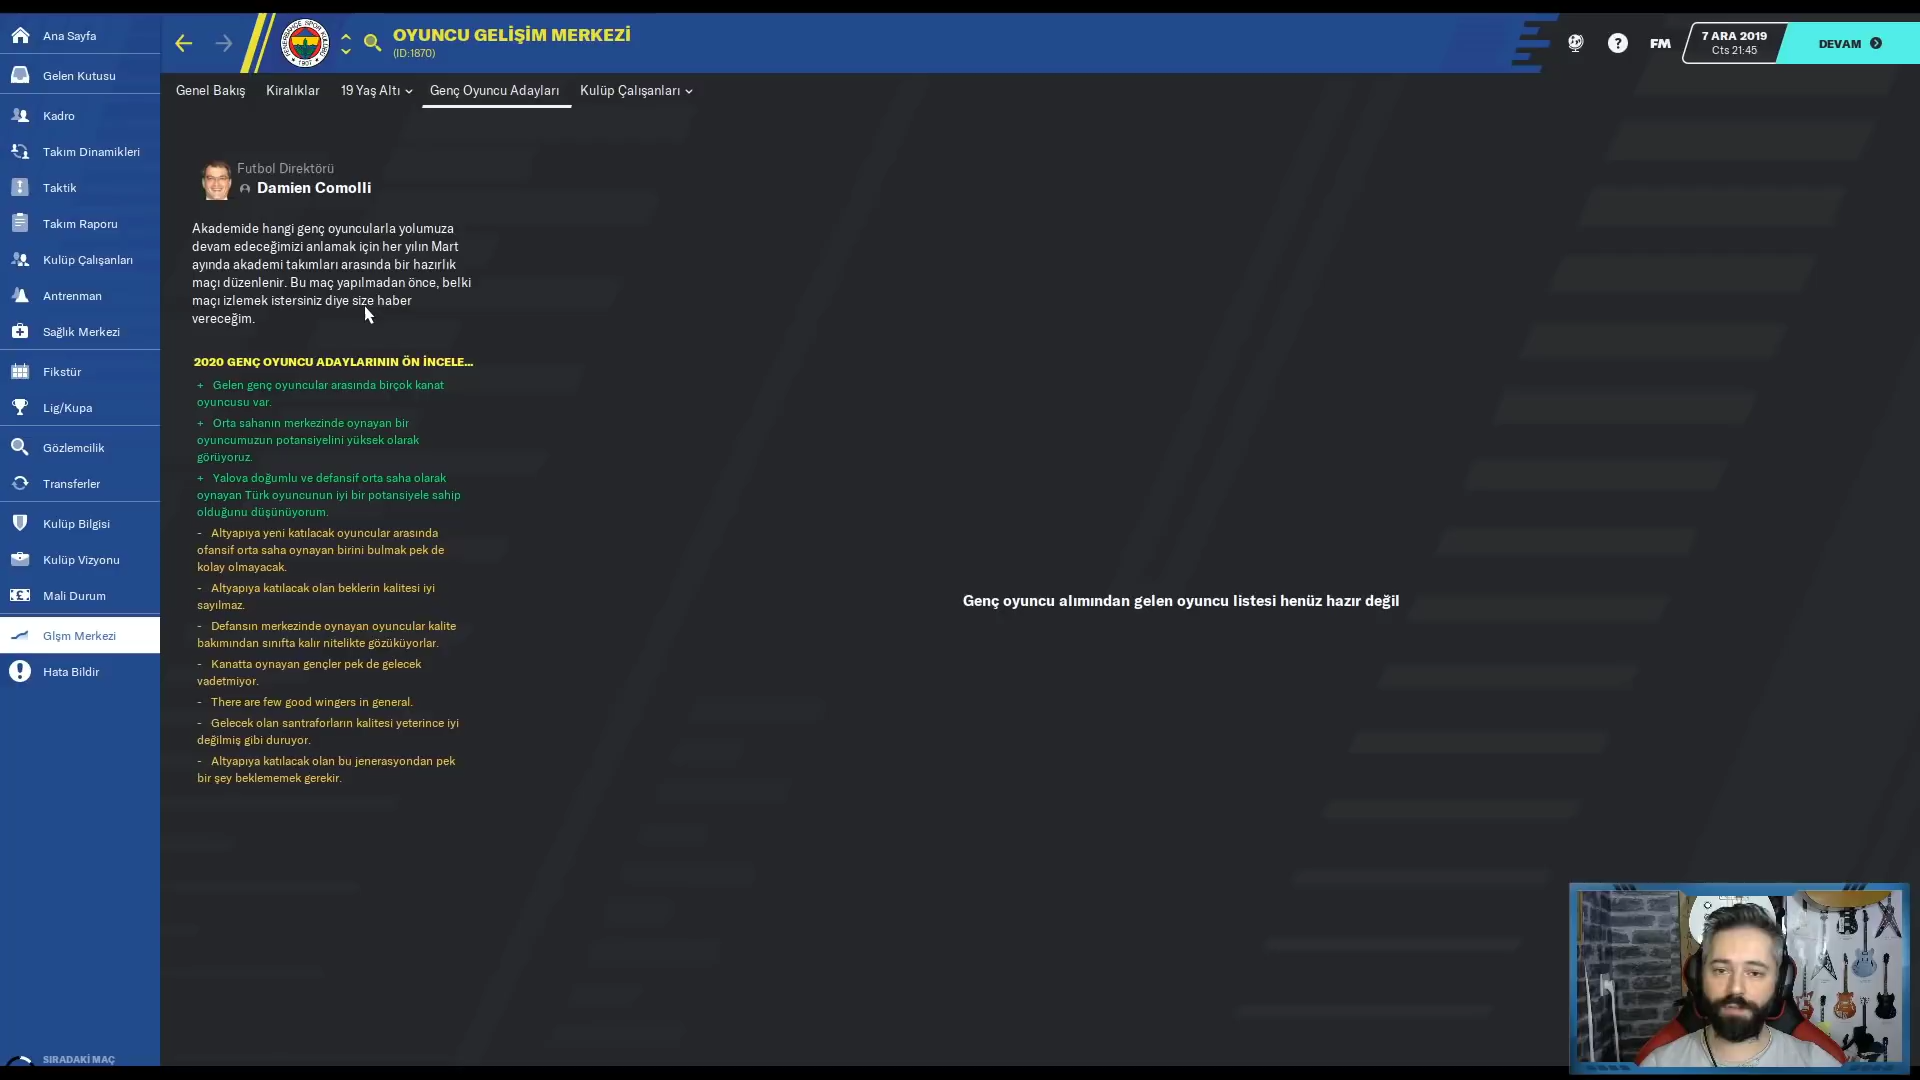 Ana Sayfa
Gelen Kutusu
Kadro
Takım Dinamikleri
Taktik
Takım Raporu
Kulüp Çalışanları
Antrenman
Sağlık Merkezi
Fikstür
Lig/Kupa
Gözlemcilik
Transferler
Kulüp Bilgisi
Kulüp Vizyonu
Mali Durum
Glşm Merkezi
Hata Bildir
SIRADAKİ MAÇ
OYUNCU GELİŞİM MERKEZİ
(ID:1870)
FM
7 ARA 2019
Cts 21:45
DEVAM
Genel Bakış
Kiralıklar
19 Yaş Altı
Genç Oyuncu Adayları
Kulüp Çalışanları
Futbol Direktörü
Damien Comolli
Akademide hangi genç oyuncularla yolumuza
devam edeceğimizi anlamak için her yılın Mart
ayında akademi takımları arasında bir hazırlık
maçı düzenlenir. Bu maç yapılmadan önce, belki
maçı izlemek istersiniz diye size haber
vereceğim.
2020 GENÇ OYUNCU ADAYLARININ ÖN İNCELE...
+ Gelen genç oyuncular arasında birçok kanat
oyuncusu var.
+ Orta sahanın merkezinde oynayan bir
oyuncumuzun potansiyelini yüksek olarak
görüyoruz.
+ Yalova doğumlu ve defansif orta saha olarak
oynayan Türk oyuncunun iyi bir potansiyele sahip
olduğunu düşünüyorum.
- Altyapıya yeni katılacak oyuncular arasında
ofansif orta saha oynayan birini bulmak pek de
kolay olmayacak.
- Altyapıya katılacak olan beklerin kalitesi iyi
sayılmaz.
- Defansın merkezinde oynayan oyuncular kalite
bakımından sınıfta kalır nitelikte gözüküyorlar.
- Kanatta oynayan gençler pek de gelecek
vadetmiyor.
- There are few good wingers in general.
- Gelecek olan santraforların kalitesi yeterince iyi
değilmiş gibi duruyor.
- Altyapıya katılacak olan bu jenerasyondan pek
bir şey beklememek gerekir.
Genç oyuncu alımından gelen oyuncu listesi henüz hazır değil